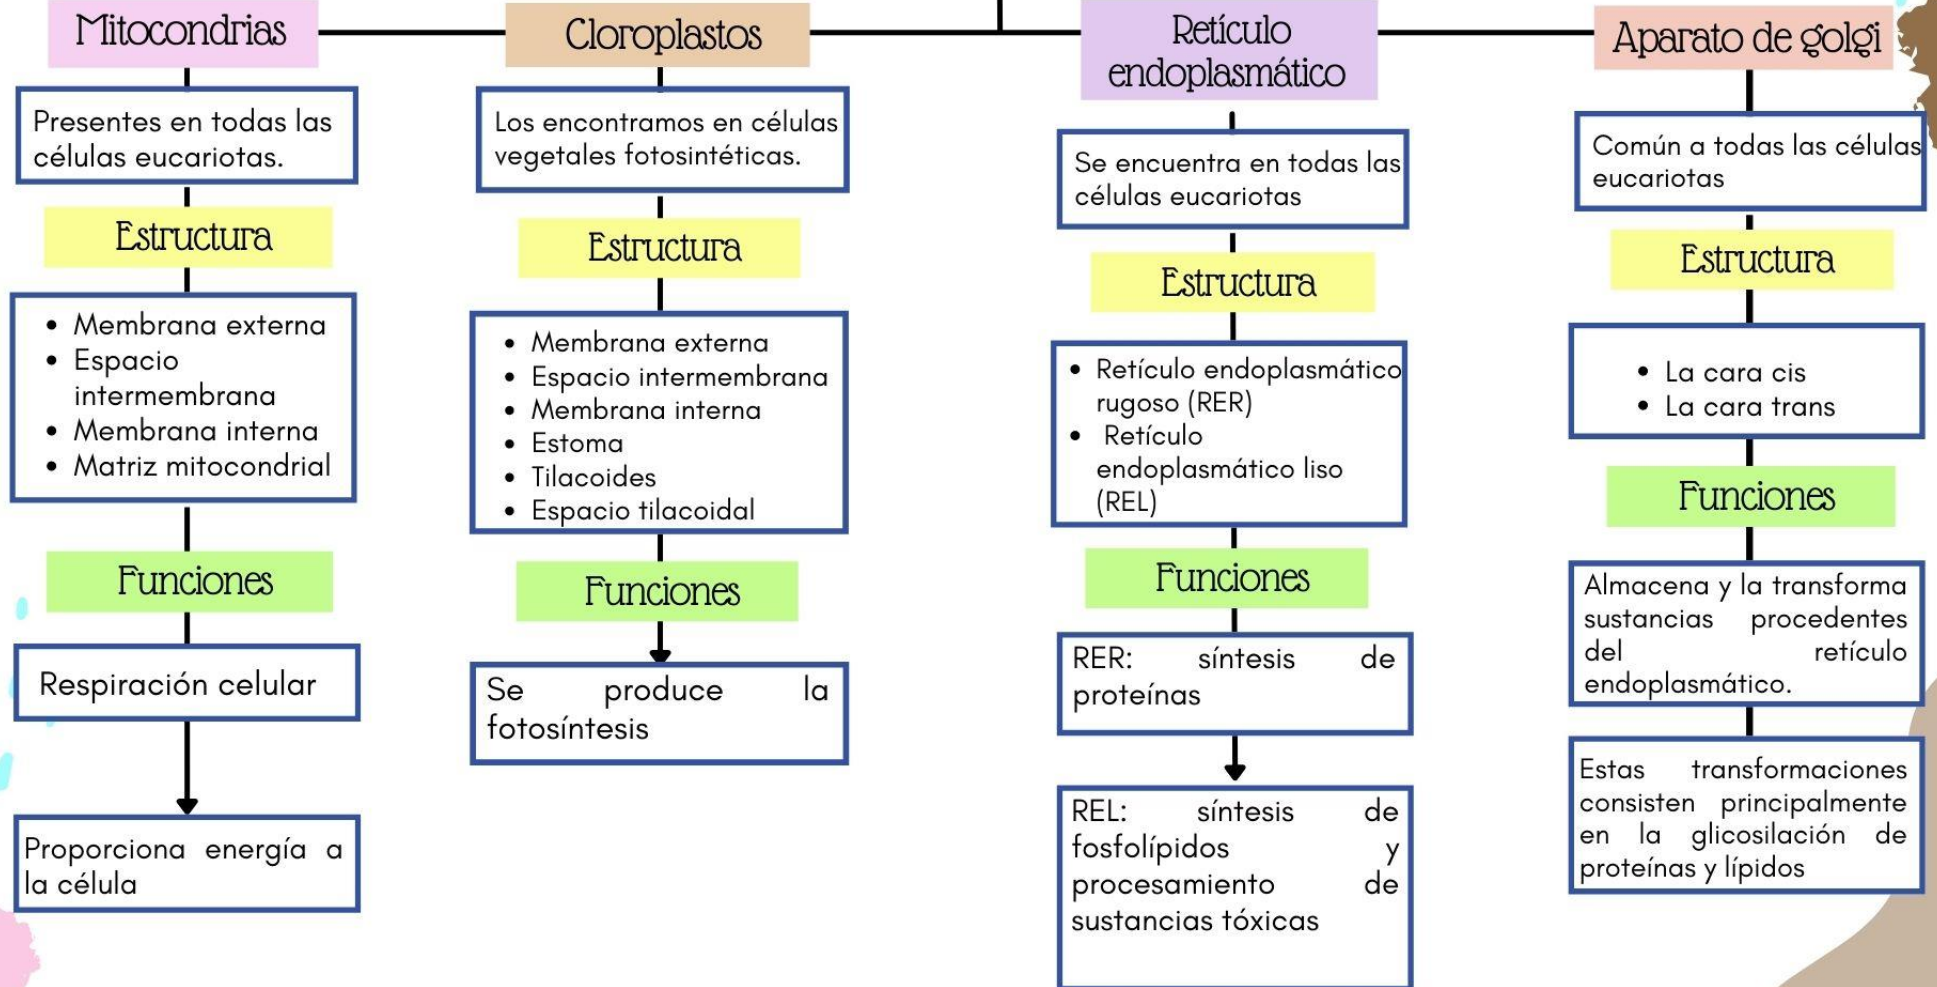 Mitocondrias
Presentes en todas las
células eucariotas.
Estructura
• Membrana externa
• Espacio
intermembrana
• Membrana interna
• Matriz mitocondrial
Funciones
Respiración celular
Proporciona energía a
la célula
Cloroplastos
Los encontramos en células
vegetales fotosintéticas.
Estructura
• Membrana externa
• Espacio intermembrana
• Membrana interna
• Estoma
• Tilacoides
• Espacio tilacoidal
Funciones
Se produce la
fotosíntesis
Retículo
endoplasmático
Se encuentra en todas las
células eucariotas
Estructura
• Retículo endoplasmático
rugoso (RER)
• Retículo
endoplasmático liso
(REL)
Funciones
RER: síntesis de
proteínas
REL: síntesis de
fosfolípidos y
procesamiento de
sustancias tóxicas
Aparato de golgi
Común a todas las células
eucariotas
Estructura
• La cara cis
• La cara trans
Funciones
Almacena y la transforma
sustancias procedentes
del retículo
endoplasmático.
Estas transformaciones
consisten principalmente
en la glicosilación de
proteínas y lípidos